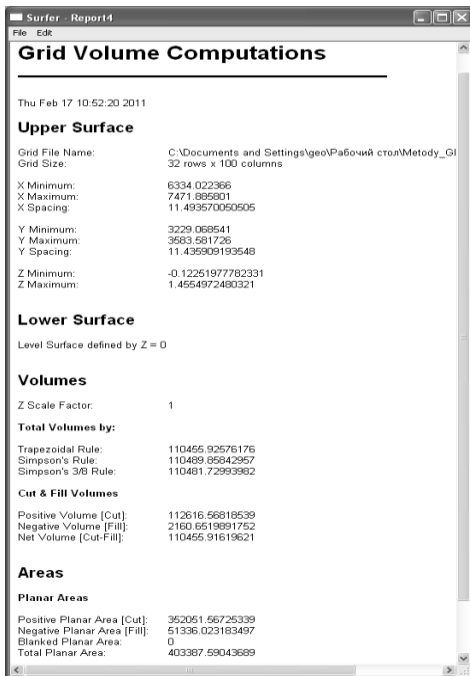 Surfer - Report4
File Edit
Grid Volume Computations
Thu Feb 17 10:52:20 2011
Upper Surface
Grid File Name: C:\Documents and Settings\geo\Рабочий стол\Metody_Gl
Grid Size: 32 rows x 100 columns
X Minimum: 6334.022366
X Maximum: 7471.885801
X Spacing: 11.493570050505
Y Minimum: 3229.068541
Y Maximum: 3583.581726
Y Spacing: 11.435909193548
Z Minimum: -0.12251977782331
Z Maximum: 1.4554972480321
Lower Surface
Level Surface defined by Z = 0
Volumes
Z Scale Factor: 1
Total Volumes by:
Trapezoidal Rule: 110455.92576176
Simpson's Rule: 110489.85842957
Simpson's 3/8 Rule: 110481.72993982
Cut & Fill Volumes
Positive Volume [Cut]: 112616.56818539
Negative Volume [Fill]: 2160.6519891752
Net Volume [Cut-Fill]: 110455.91619621
Areas
Planar Areas
Positive Planar Area [Cut]: 352051.56725339
Negative Planar Area [Fill]: 51336.023183497
Blanked Planar Area: 0
Total Planar Area: 403387.59043689